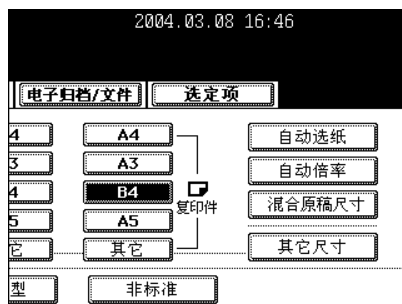 2004.03.08 16:46
电子归档/文件 选定项
4 A4 自动选纸
3 A3 自动倍率
4 B4 复印件 混合原稿尺寸
5 A5
它 其它 其它尺寸
型 非标准